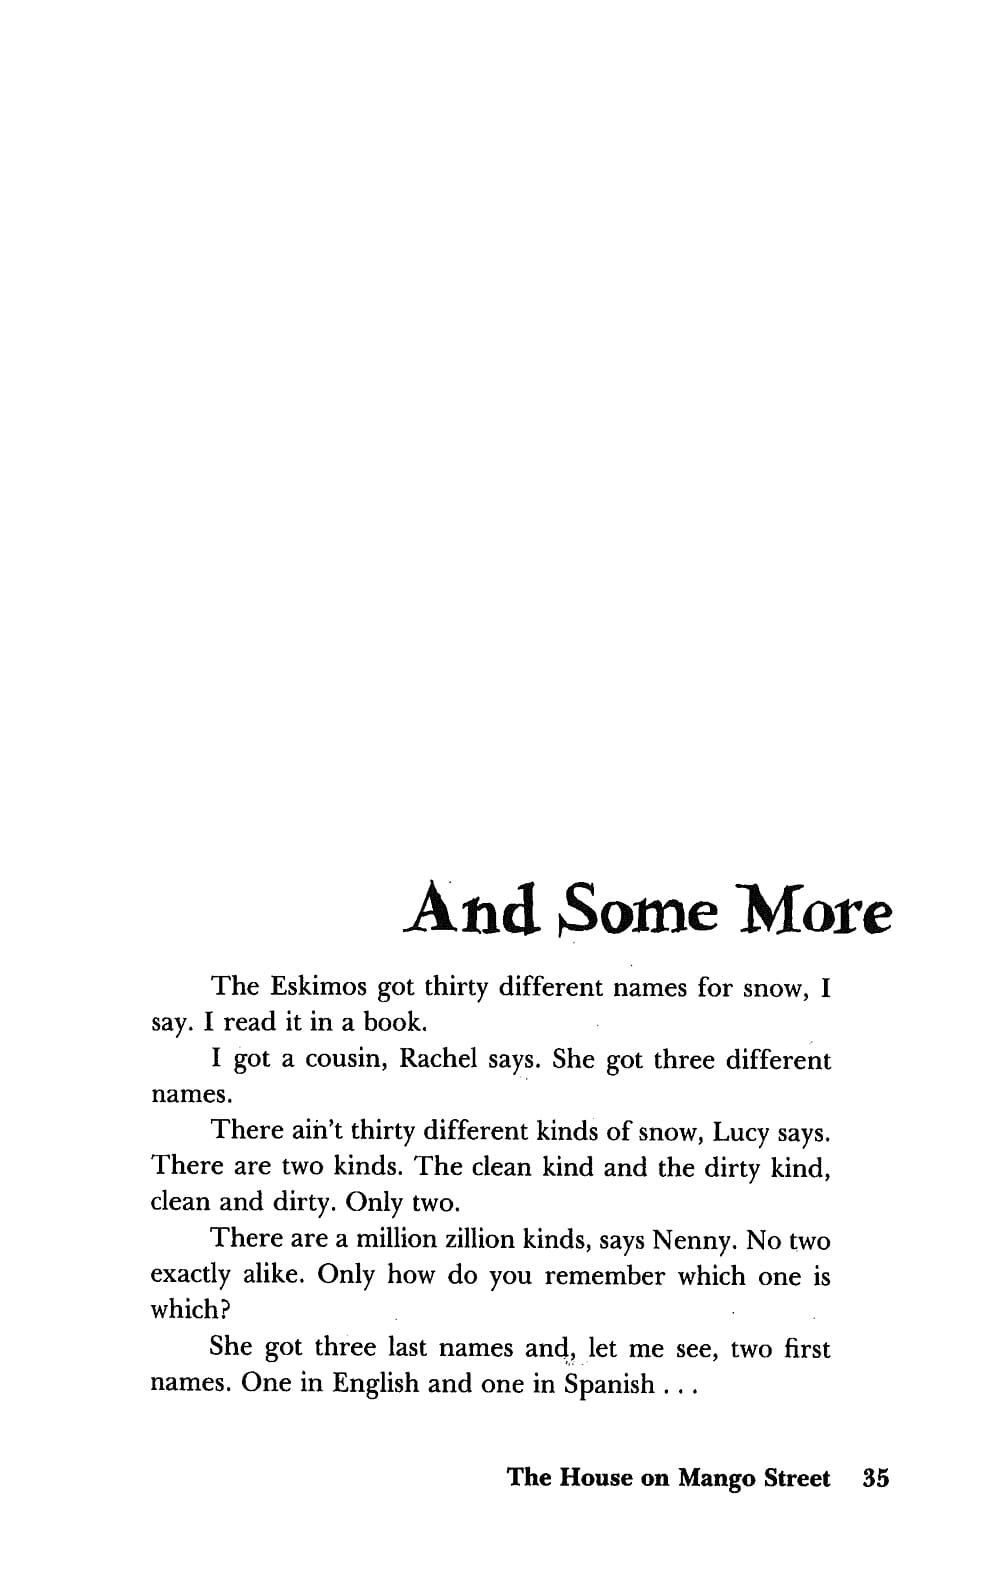 And Some More
The Eskimos got thirty different names for snow, I
say. I read it in a book.
I got a cousin, Rachel says. She got three different
names.
There ain't thirty different kinds of snow, Lucy says.
There are two kinds. The clean kind and the dirty kind,
clean and dirty. Only two.
There are a million zillion kinds, says Nenny. No two
exactly alike. Only how do you remember which one is
which?
She got three last names and, let me see, two first
names. One in English and one in Spanish . . .
The House on Mango Street 35